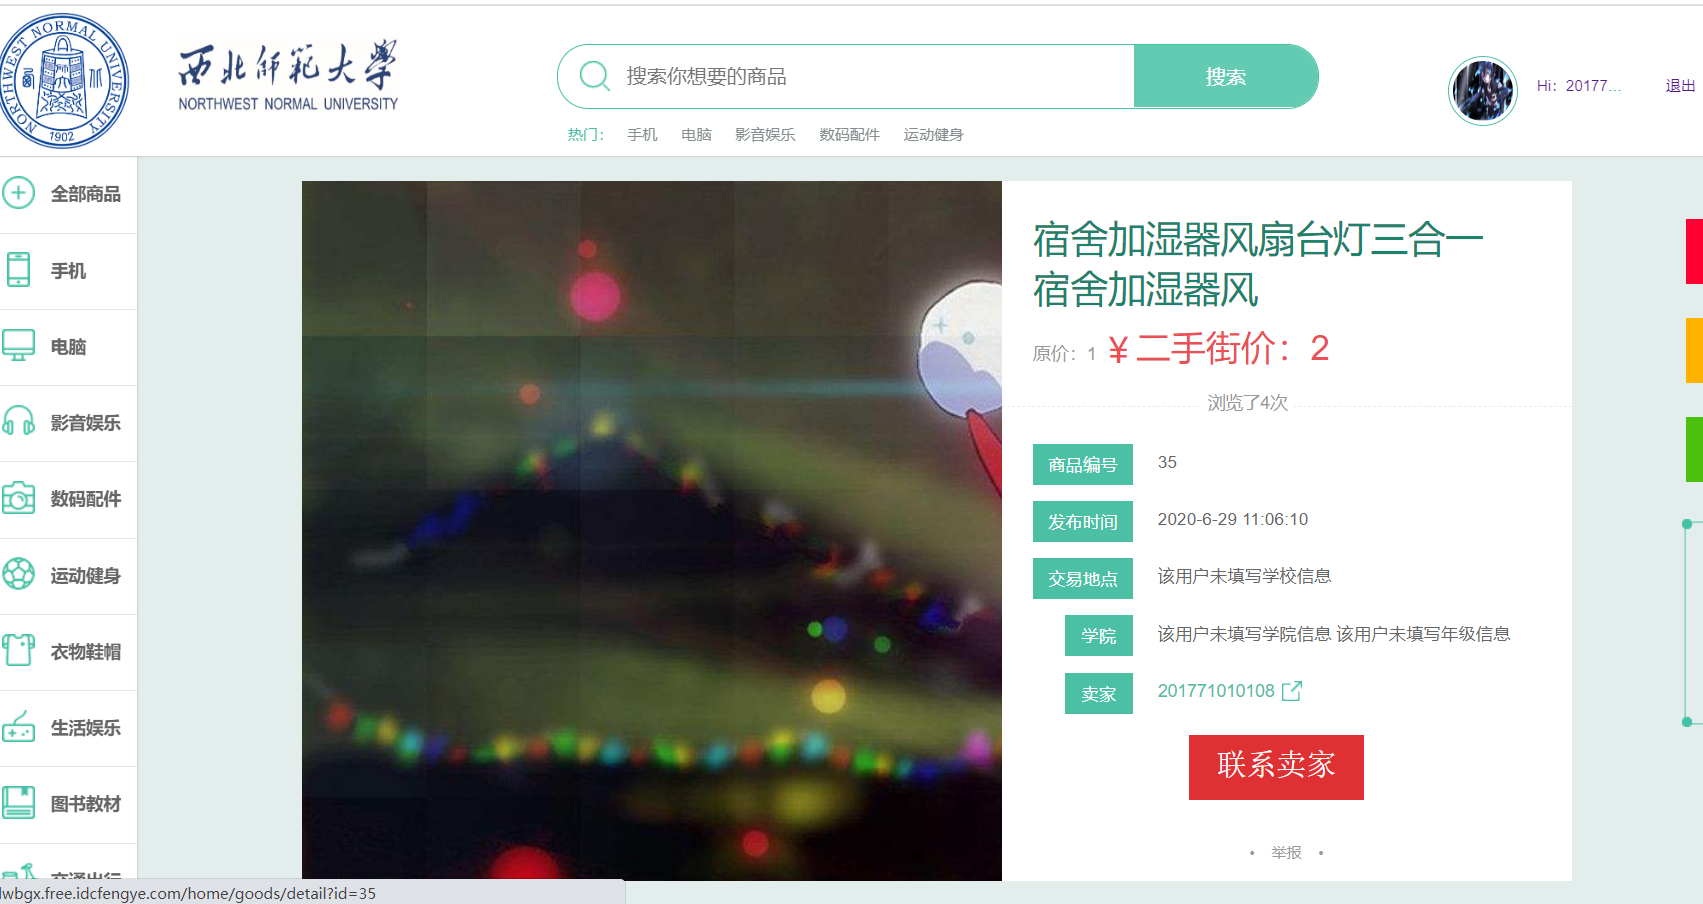 NORTHWEST NORMAL UNIVERSITY
1902
西北师范大学
NORTHWEST NORMAL UNIVERSITY
搜索你想要的商品
搜索
Hi：20177...
退出
热门：
手机
电脑
影音娱乐
数码配件
运动健身
全部商品
手机
电脑
影音娱乐
数码配件
运动健身
衣物鞋帽
生活娱乐
图书教材
宿舍加湿器风扇台灯三合一
宿舍加湿器风
原价：1 ￥二手街价：2
浏览了4次
商品编号 35
发布时间 2020-6-29 11:06:10
交易地点 该用户未填写学校信息
学院 该用户未填写学院信息 该用户未填写年级信息
卖家 201771010108
联系卖家
• 举报 •
lwbgx.free.idcfengye.com/home/goods/detail?id=35